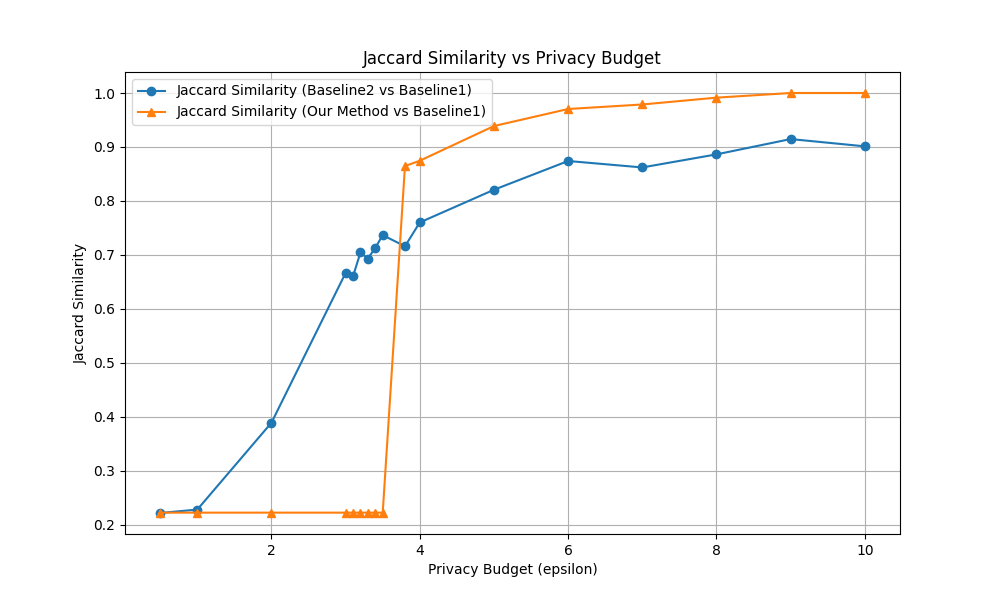 Jaccard Similarity vs Privacy Budget
Jaccard Similarity (Baseline2 vs Baseline1)
Jaccard Similarity (Our Method vs Baseline1)
Jaccard Similarity
1.0
0.9
0.8
0.7
0.6
0.5
0.4
0.3
0.2
2 4 6 8 10
Privacy Budget (epsilon)